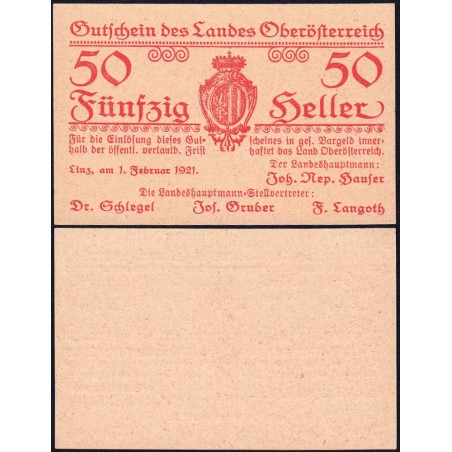 Gutschein des Landes Oberösterreich
50 50
Fünfzig Heller
Für die Einlösung dieses Gut- scheines in ges. Bargeld inner-
halb der öffentl. verlautb. Frist haftet das Land Oberösterreich.
Linz, am 1. Februar 1921. Der Landeshauptmann:
Joh. Nep. Hauser
Die Landeshauptmann-Stellvertreter:
Dr. Schlegel Jos. Gruber F. Langoth